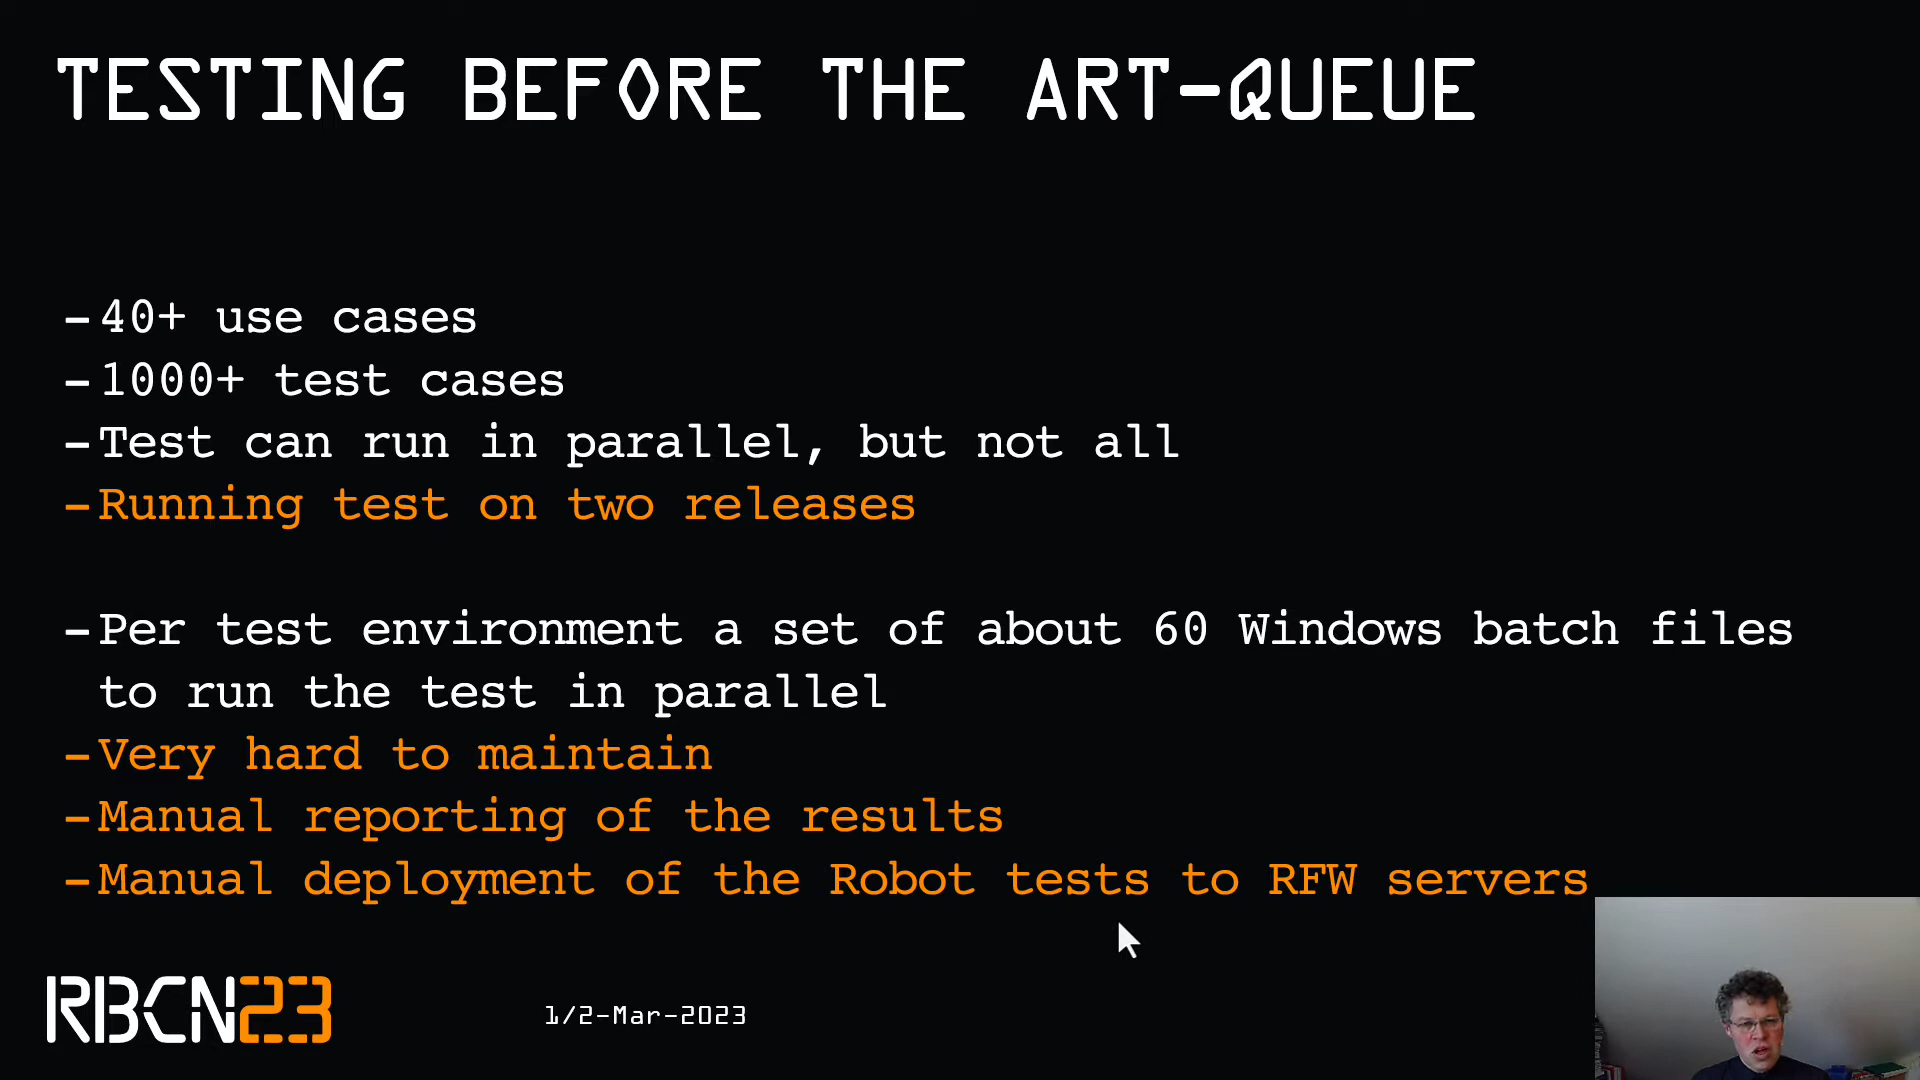 TESTING BEFORE THE ART-QUEUE
-40+ use cases
-1000+ test cases
-Test can run in parallel, but not all
-Running test on two releases
-Per test environment a set of about 60 Windows batch files
to run the test in parallel
-Very hard to maintain
-Manual reporting of the results
-Manual deployment of the Robot tests to RFW servers
RBCN23
1/2-Mar-2023